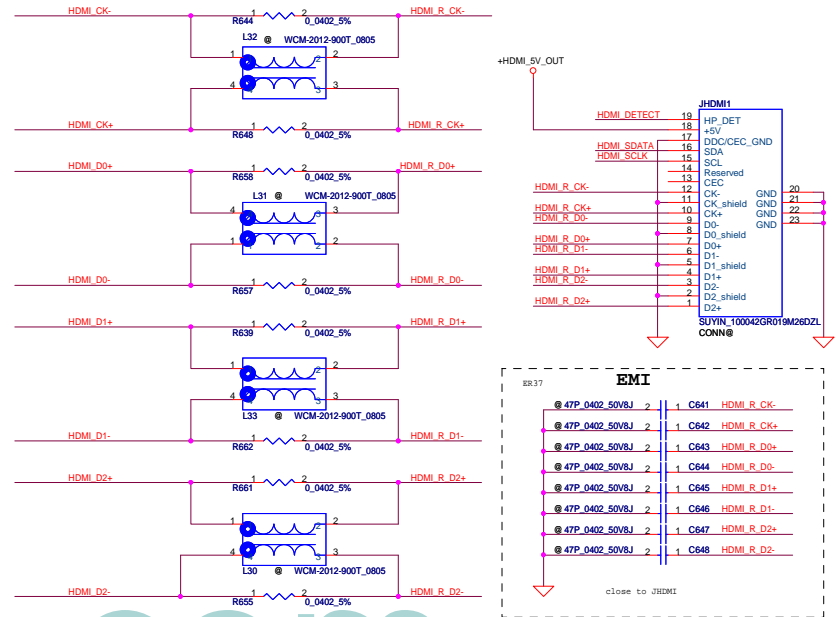 HDMI_CK- R644 1 2 0_0402_5% HDMI_R_CK-
L32 @ WCM-2012-900T_0805
1 2 2
4 3 3
HDMI_CK+ R648 1 2 0_0402_5% HDMI_R_CK+
HDMI_D0+ R658 1 2 0_0402_5% HDMI_R_D0+
L31 @ WCM-2012-900T_0805
4 3 3
1 2 2
HDMI_D0- R657 1 2 0_0402_5% HDMI_R_D0-
HDMI_D1+ R639 1 2 0_0402_5% HDMI_R_D1+
1 2 2
4 3 3
L33 @ WCM-2012-900T_0805
HDMI_D1- R662 1 2 0_0402_5% HDMI_R_D1-
HDMI_D2+ R661 1 2 0_0402_5% HDMI_R_D2+
1 2 2
4 3 3
L30 @ WCM-2012-900T_0805
HDMI_D2- R655 1 2 0_0402_5% HDMI_R_D2-
+HDMI_5V_OUT
JHDMI1
HDMI_DETECT 19 HP_DET
18 +5V
17 DDC/CEC_GND
HDMI_SDATA 16 SDA
HDMI_SCLK 15 SCL
14 Reserved
13 CEC
HDMI_R_CK- 12 CK- GND 20
11 CK_shield GND 21
HDMI_R_CK+ 10 CK+ GND 22
HDMI_R_D0- 9 D0- GND 23
8 D0_shield
HDMI_R_D0+ 7 D0+
HDMI_R_D1- 6 D1-
5 D1_shield
HDMI_R_D1+ 4 D1+
HDMI_R_D2- 3 D2-
2 D2_shield
HDMI_R_D2+ 1 D2+
SUYIN_100042GR019M26DZL
CONN@
ER37 EMI
@ 47P_0402_50V8J 2 1 C641 HDMI_R_CK-
@ 47P_0402_50V8J 2 1 C642 HDMI_R_CK+
@ 47P_0402_50V8J 2 1 C643 HDMI_R_D0+
@ 47P_0402_50V8J 2 1 C644 HDMI_R_D0-
@ 47P_0402_50V8J 2 1 C645 HDMI_R_D1+
@ 47P_0402_50V8J 2 1 C646 HDMI_R_D1-
@ 47P_0402_50V8J 2 1 C647 HDMI_R_D2+
@ 47P_0402_50V8J 2 1 C648 HDMI_R_D2-
close to JHDMI